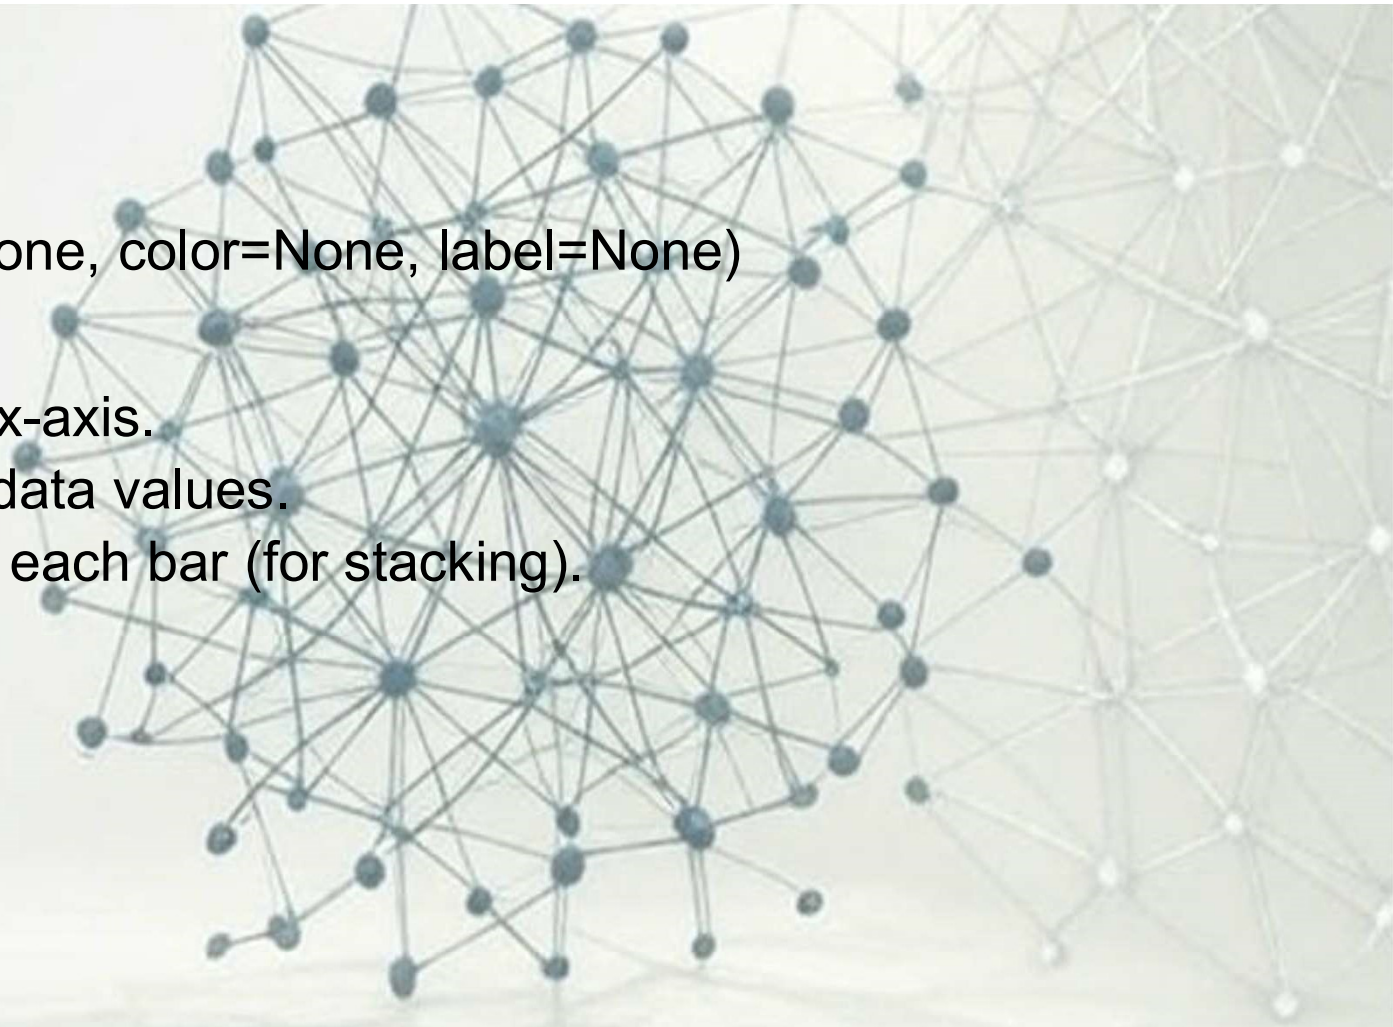 one, color=None, label=None)
x-axis.
data values.
each bar (for stacking).